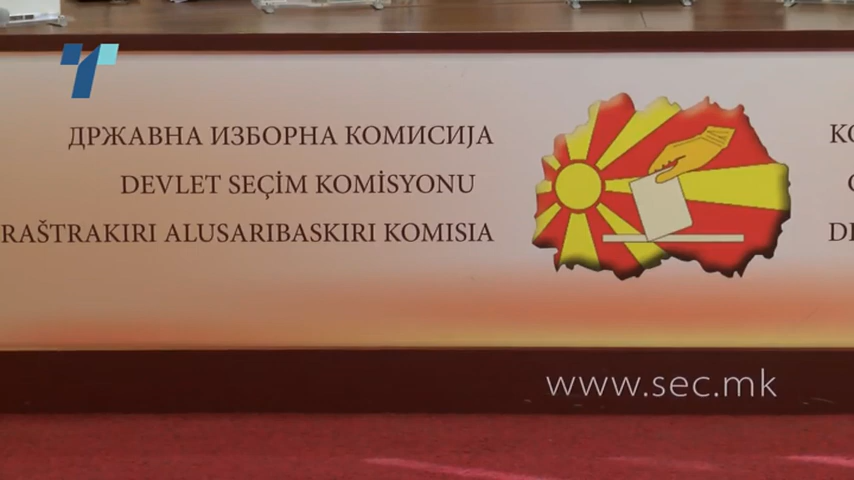 ДРЖАВНА ИЗБОРНА КОМИСИЈА
DEVLET SEÇİM KOMİSYONU
RAŠTRAKIRI ALUSARIBASKIRI KOMISIA
www.sec.mk